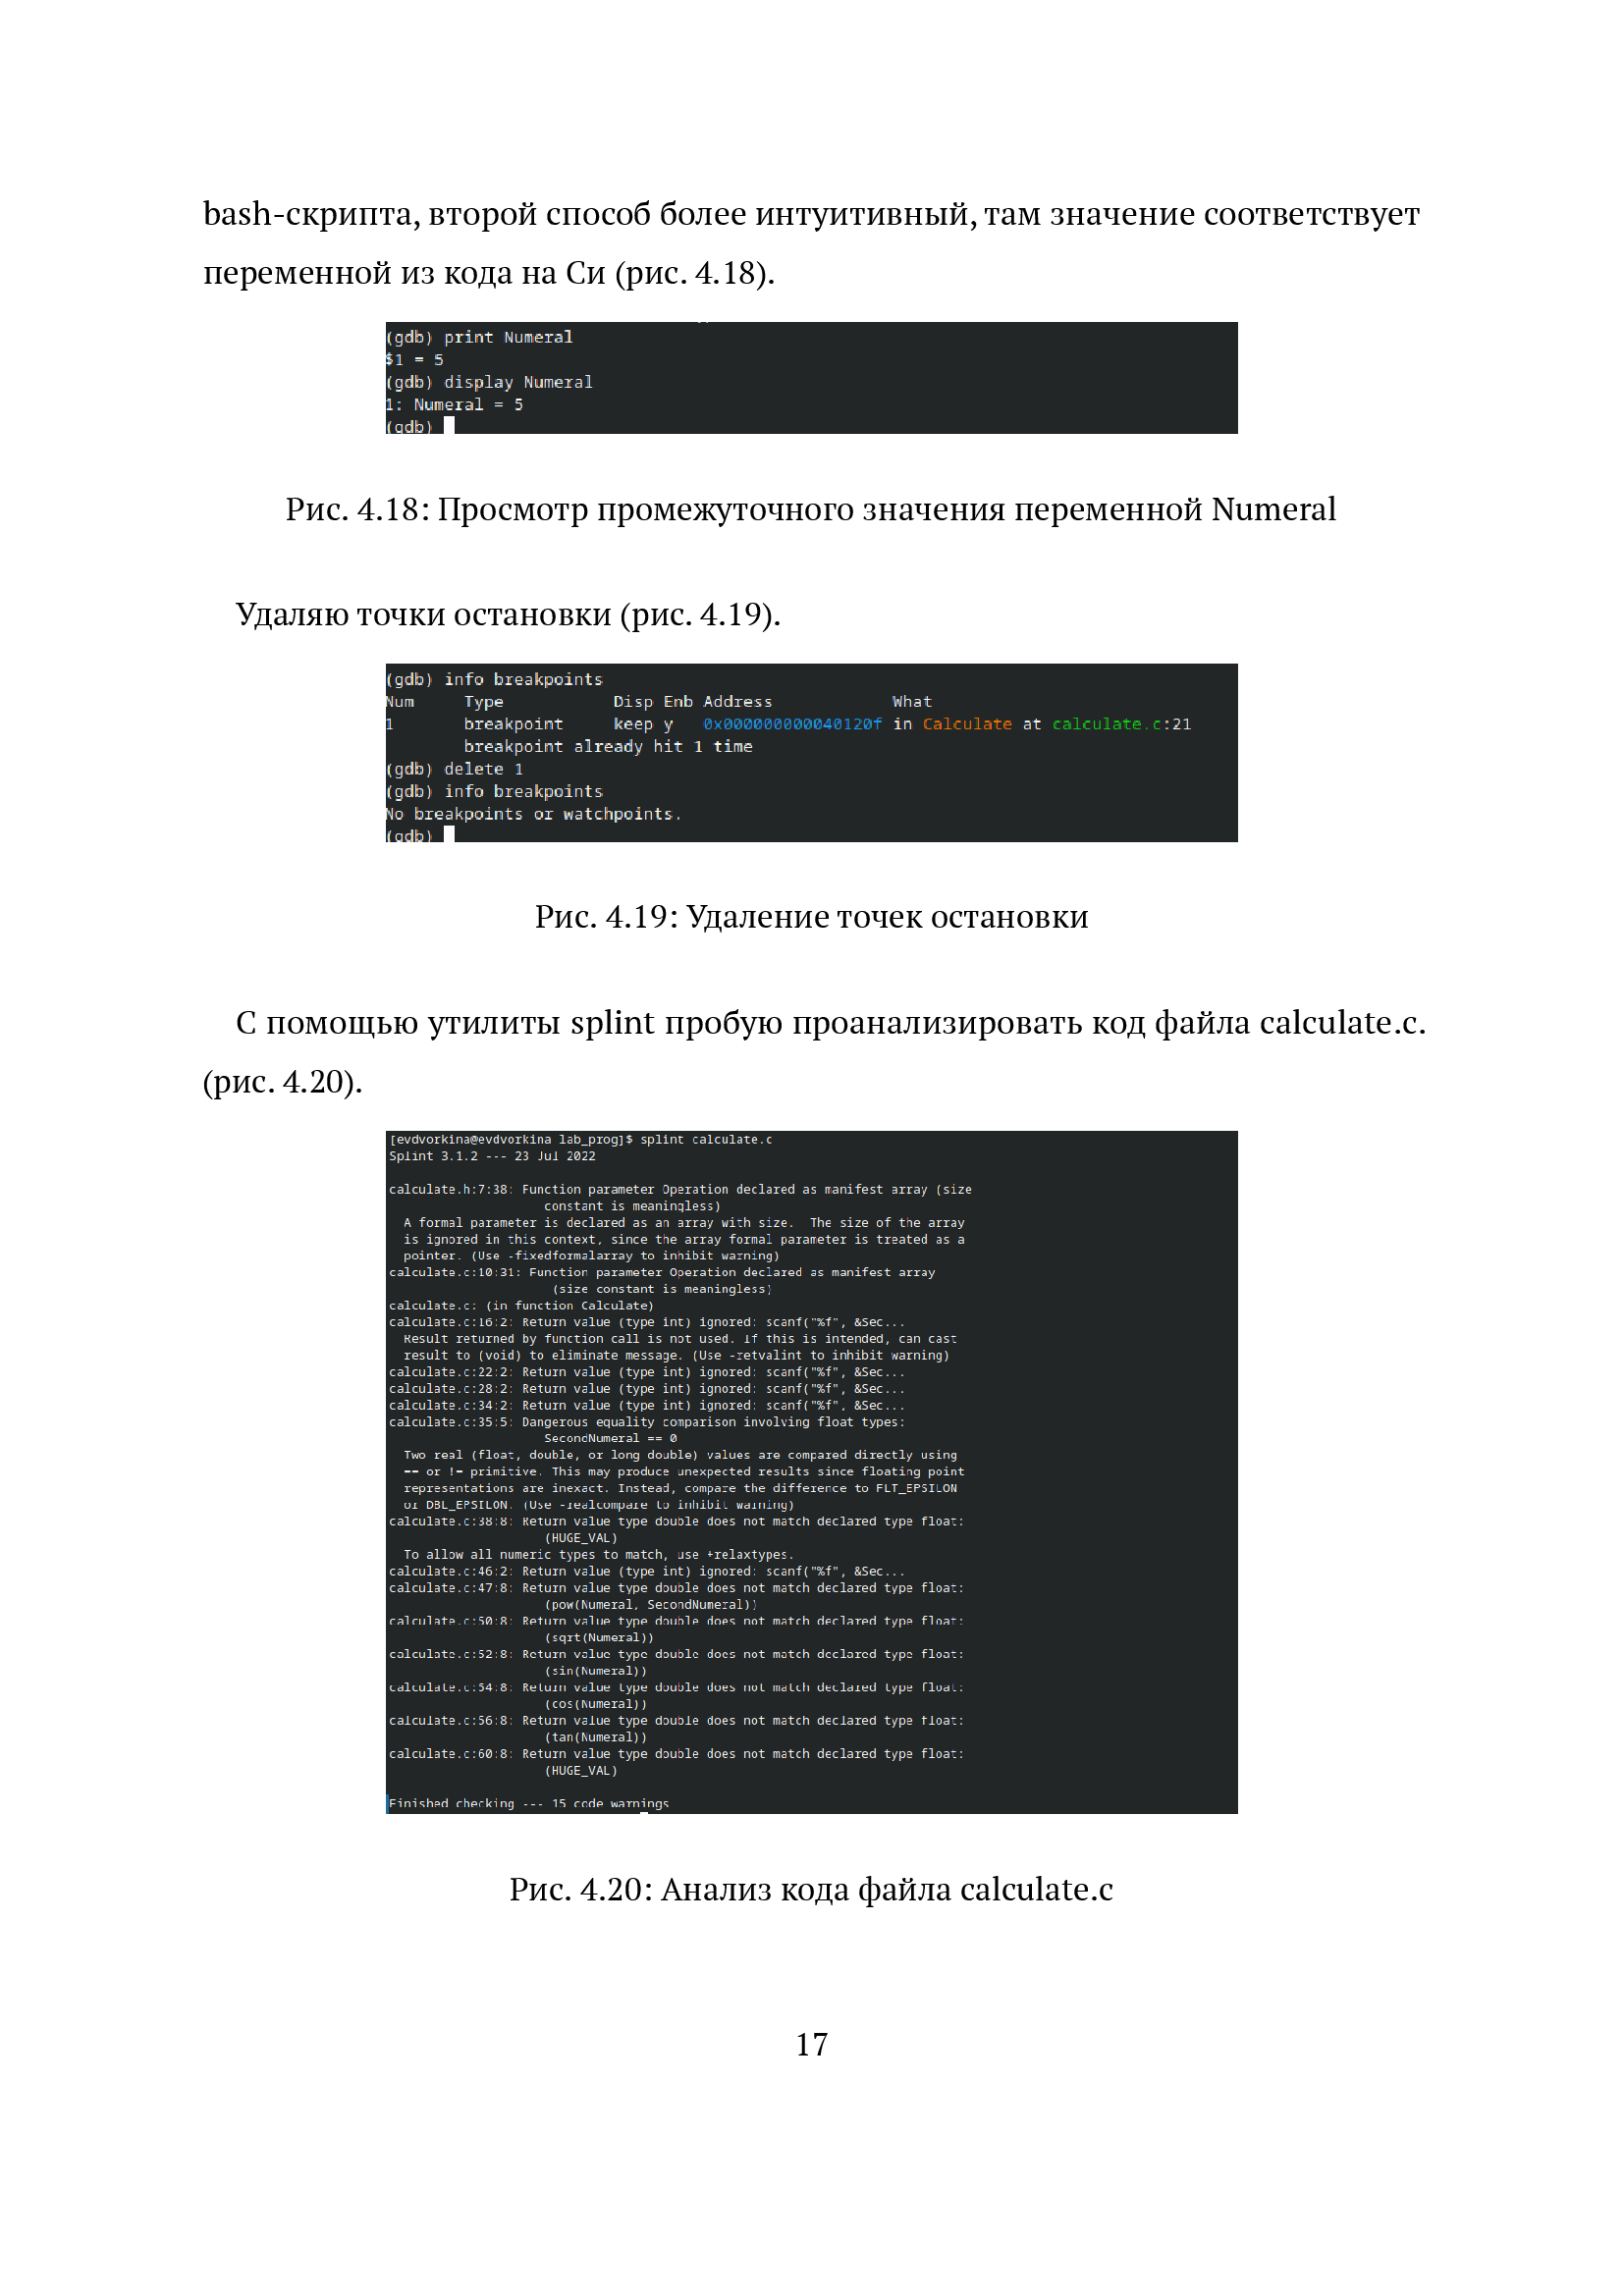 bash-скрипта, второй способ более интуитивный, там значение соответствует
переменной из кода на Си (рис. 4.18).
(gdb) print Numeral
$1 = 5
(gdb) display Numeral
1: Numeral = 5
(gdb)
Рис. 4.18: Просмотр промежуточного значения переменной Numeral
Удаляю точки остановки (рис. 4.19).
(gdb) info breakpoints
Num     Type           Disp Enb Address            What
1       breakpoint     keep y   0x000000000040120f in Calculate at calculate.c:21
        breakpoint already hit 1 time
(gdb) delete 1
(gdb) info breakpoints
No breakpoints or watchpoints.
(gdb)
Рис. 4.19: Удаление точек остановки
С помощью утилиты splint пробую проанализировать код файла calculate.c.
(рис. 4.20).
[evdvorkina@evdvorkina lab_prog]$ splint calculate.c
Splint 3.1.2 --- 23 Jul 2022
calculate.h:7:38: Function parameter Operation declared as manifest array (size
                     constant is meaningless)
  A formal parameter is declared as an array with size.  The size of the array
  is ignored in this context, since the array formal parameter is treated as a
  pointer. (Use -fixedformalarray to inhibit warning)
calculate.c:10:31: Function parameter Operation declared as manifest array
                      (size constant is meaningless)
calculate.c: (in function Calculate)
calculate.c:16:2: Return value (type int) ignored: scanf("%f", &Sec...
  Result returned by function call is not used. If this is intended, can cast
  result to (void) to eliminate message. (Use -retvalint to inhibit warning)
calculate.c:22:2: Return value (type int) ignored: scanf("%f", &Sec...
calculate.c:28:2: Return value (type int) ignored: scanf("%f", &Sec...
calculate.c:34:2: Return value (type int) ignored: scanf("%f", &Sec...
calculate.c:35:5: Dangerous equality comparison involving float types:
                     SecondNumeral == 0
  Two real (float, double, or long double) values are compared directly using
  == or != primitive. This may produce unexpected results since floating point
  representations are inexact. Instead, compare the difference to FLT_EPSILON
  or DBL_EPSILON. (Use -realcompare to inhibit warning)
calculate.c:38:8: Return value type double does not match declared type float:
                     (HUGE_VAL)
  To allow all numeric types to match, use +relaxtypes.
calculate.c:46:2: Return value (type int) ignored: scanf("%f", &Sec...
calculate.c:47:8: Return value type double does not match declared type float:
                     (pow(Numeral, SecondNumeral))
calculate.c:50:8: Return value type double does not match declared type float:
                     (sqrt(Numeral))
calculate.c:52:8: Return value type double does not match declared type float:
                     (sin(Numeral))
calculate.c:54:8: Return value type double does not match declared type float:
                     (cos(Numeral))
calculate.c:56:8: Return value type double does not match declared type float:
                     (tan(Numeral))
calculate.c:60:8: Return value type double does not match declared type float:
                     (HUGE_VAL)
Finished checking --- 15 code warnings
Рис. 4.20: Анализ кода файла calculate.c
17